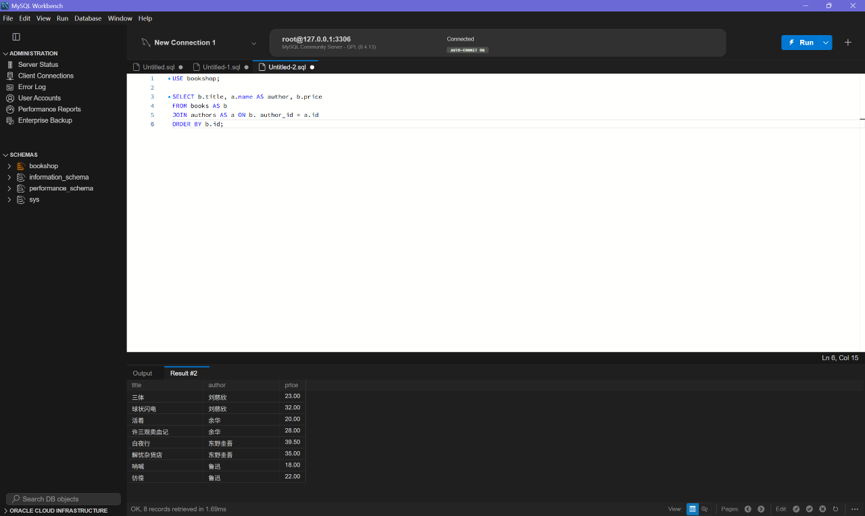 MySQL Workbench
File Edit View Run Database Window Help
New Connection 1
root@127.0.0.1:3306
MySQL Community Server - GPL (8.4.13)
Connected
AUTO-COMMIT ON
Run
ADMINISTRATION
Server Status
Client Connections
Error Log
User Accounts
Performance Reports
Enterprise Backup
SCHEMAS
bookshop
information_schema
performance_schema
sys
Search DB objects
ORACLE CLOUD INFRASTRUCTURE
Untitled.sql Untitled-1.sql Untitled-2.sql
1 USE bookshop;
2
3 SELECT b.title, a.name AS author, b.price
4 FROM books AS b
5 JOIN authors AS a ON b. author_id = a.id
6 ORDER BY b.id;
Ln 6, Col 15
Output Result #2
title author price
三体 刘慈欣 23.00
球状闪电 刘慈欣 32.00
活着 余华 20.00
许三观卖血记 余华 28.00
白夜行 东野圭吾 39.50
解忧杂货店 东野圭吾 35.00
呐喊 鲁迅 18.00
彷徨 鲁迅 22.00
OK, 8 records retrieved in 1.69ms
View: Pages: Edit: